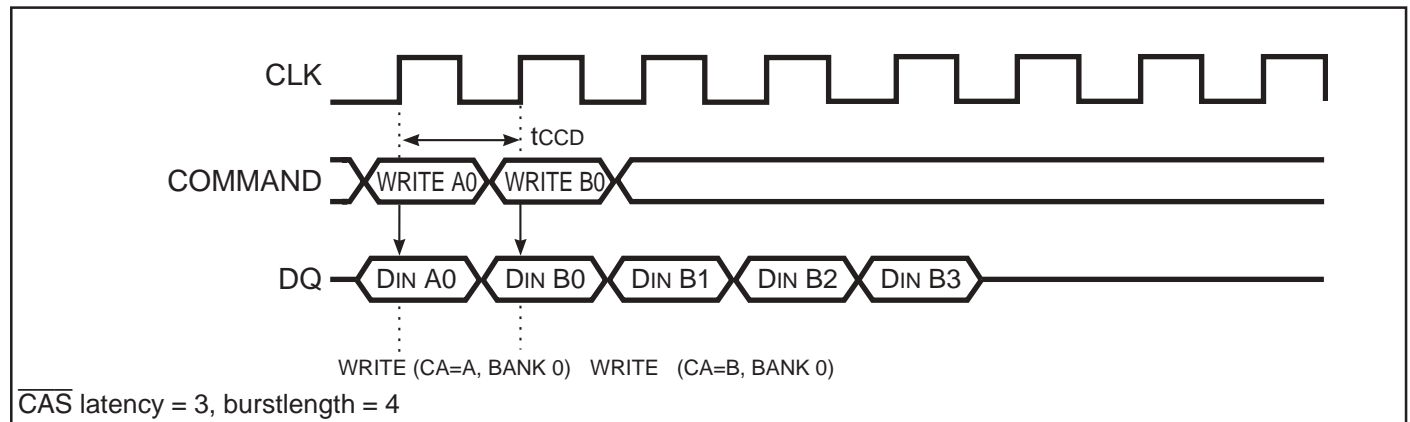 CLK
tCCD
COMMAND WRITE A0 WRITE B0
DQ DIN A0 DIN B0 DIN B1 DIN B2 DIN B3
WRITE (CA=A, BANK 0) WRITE (CA=B, BANK 0)
CAS latency = 3, burstlength = 4